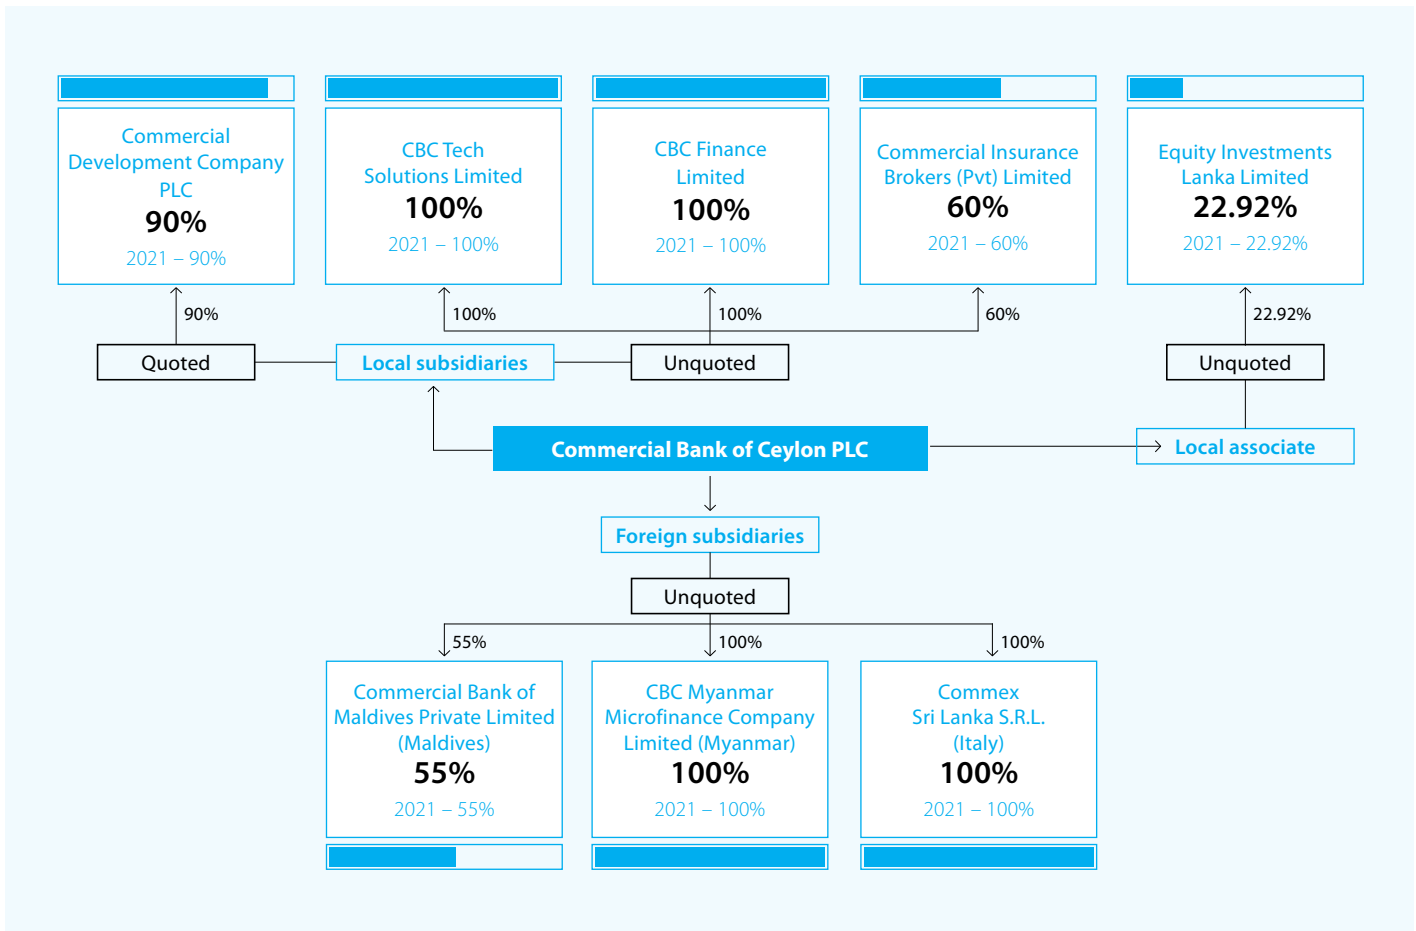 Commercial
Development Company
PLC
90%
2021 – 90%
CBC Tech
Solutions Limited
100%
2021 – 100%
CBC Finance
Limited
100%
2021 – 100%
Commercial Insurance
Brokers (Pvt) Limited
60%
2021 – 60%
Equity Investments
Lanka Limited
22.92%
2021 – 22.92%
90%
100%
100%
60%
22.92%
Quoted
Local subsidiaries
Unquoted
Unquoted
Commercial Bank of Ceylon PLC
Local associate
Foreign subsidiaries
Unquoted
55%
100%
100%
Commercial Bank of
Maldives Private Limited
(Maldives)
55%
2021 – 55%
CBC Myanmar
Microfinance Company
Limited (Myanmar)
100%
2021 – 100%
Commex
Sri Lanka S.R.L.
(Italy)
100%
2021 – 100%